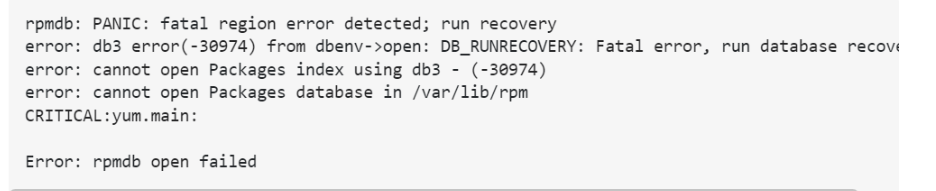 rpmdb: PANIC: fatal region error detected; run recovery
error: db3 error(-30974) from dbenv->open: DB_RUNRECOVERY: Fatal error, run database
error: cannot open Packages index using db3 - (-30974)
error: cannot open Packages database in /var/lib/rpm
CRITICAL:yum.main:
Error: rpmdb open failed